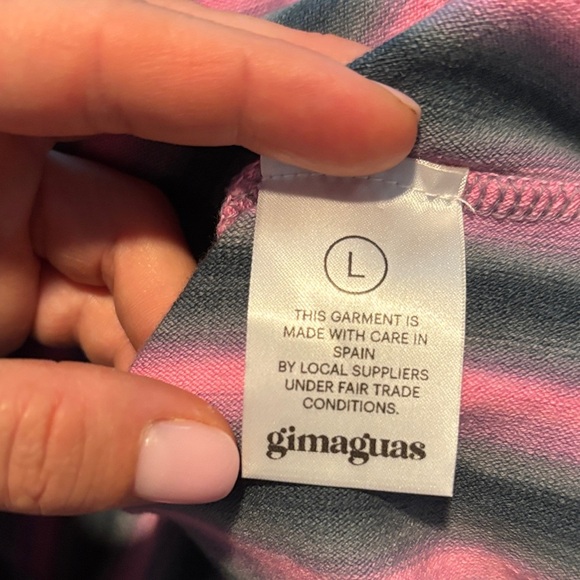 L
THIS GARMENT IS
MADE WITH CARE IN
SPAIN
BY LOCAL SUPPLIERS
UNDER FAIR TRADE
CONDITIONS.
gimaguas